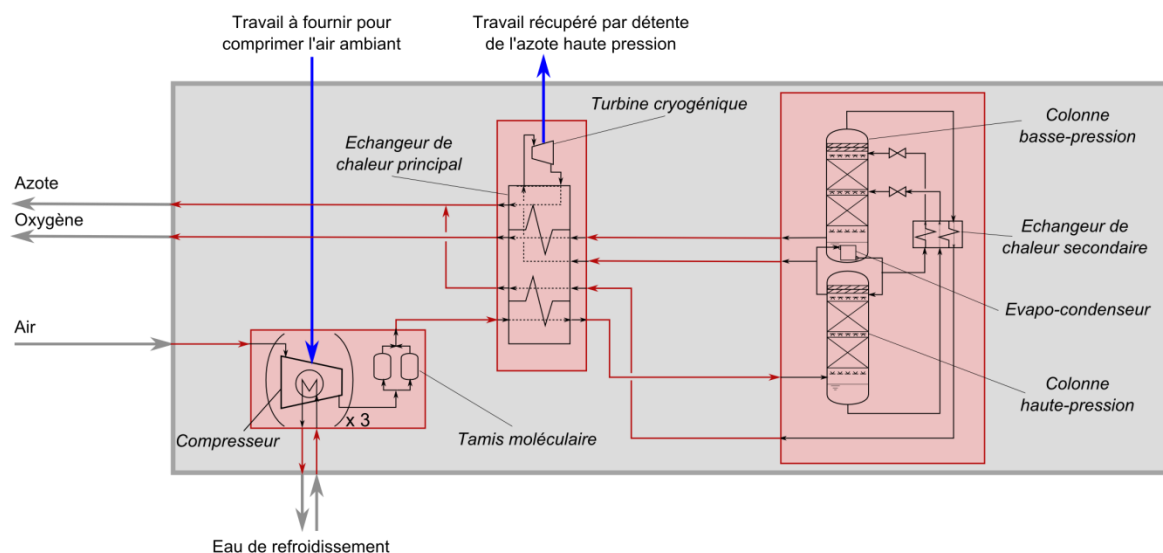 Travail à fournir pour
comprimer l'air ambiant
Travail récupéré par détente
de l'azote haute pression
Turbine cryogénique
Echangeur de
chaleur principal
Colonne
basse-pression
Azote
Oxygène
Echangeur de
chaleur secondaire
Evapo-condenseur
Air
Colonne
haute-pression
x 3
Compresseur
Tamis moléculaire
Eau de refroidissement